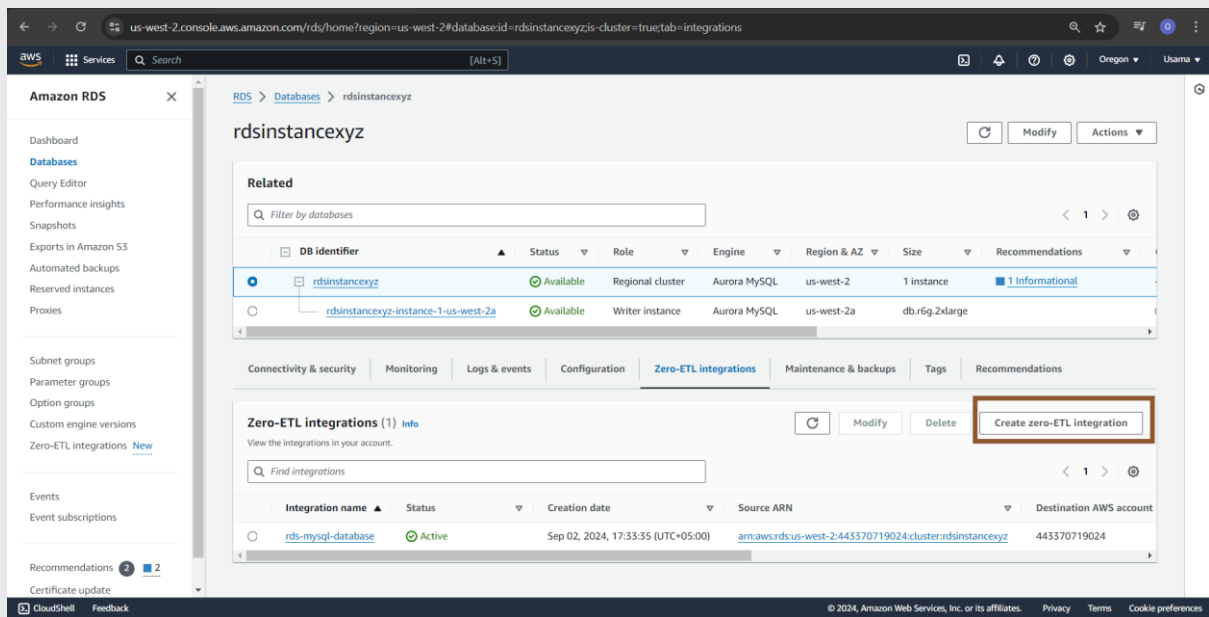 us-west-2.console.aws.amazon.com/rds/home?region=us-west-2#database:id=rdsinstancexyz;is-cluster=true;tab=integrations
aws Services Search [Alt+S] Oregon Usama
Amazon RDS
Dashboard
Databases
Query Editor
Performance insights
Snapshots
Exports in Amazon S3
Automated backups
Reserved instances
Proxies
Subnet groups
Parameter groups
Option groups
Custom engine versions
Zero-ETL integrations New
Events
Event subscriptions
Recommendations 2 2
Certificate update
RDS > Databases > rdsinstancexyz
rdsinstancexyz Modify Actions
Related
Filter by databases 1
DB identifier Status Role Engine Region & AZ Size Recommendations
rdsinstancexyz Available Regional cluster Aurora MySQL us-west-2 1 instance 1 Informational
rdsinstancexyz-instance-1-us-west-2a Available Writer instance Aurora MySQL us-west-2a db.r6g.2xlarge
Connectivity & security Monitoring Logs & events Configuration Zero-ETL integrations Maintenance & backups Tags Recommendations
Zero-ETL integrations (1) Info Modify Delete Create zero-ETL integration
View the integrations in your account.
Find integrations 1
Integration name Status Creation date Source ARN Destination AWS account
rds-mysql-database Active Sep 02, 2024, 17:33:35 (UTC+05:00) arn:aws:rds:us-west-2:443370719024:cluster:rdsinstancexyz 443370719024
CloudShell Feedback © 2024, Amazon Web Services, Inc. or its affiliates. Privacy Terms Cookie preferences